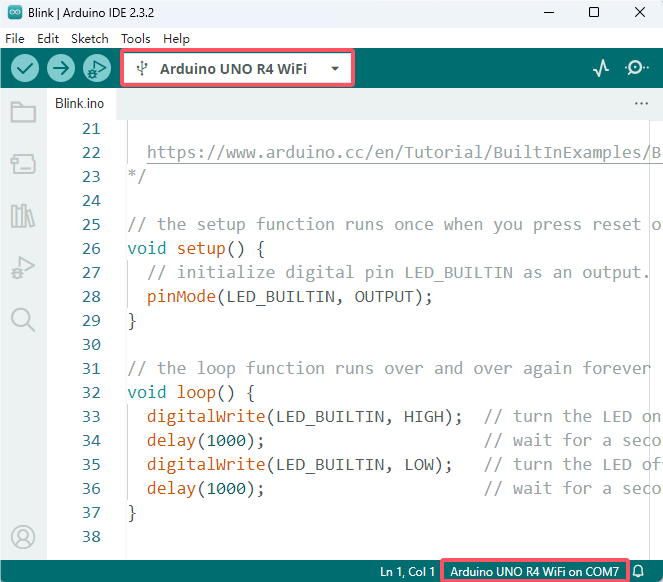 Blink | Arduino IDE 2.3.2
File Edit Sketch Tools Help
Arduino UNO R4 WiFi
Blink.ino
21
22 https://www.arduino.cc/en/Tutorial/BuiltInExamples/B
23 */
24
25 // the setup function runs once when you press reset o
26 void setup() {
27 // initialize digital pin LED_BUILTIN as an output.
28 pinMode(LED_BUILTIN, OUTPUT);
29 }
30
31 // the loop function runs over and over again forever
32 void loop() {
33 digitalWrite(LED_BUILTIN, HIGH); // turn the LED on
34 delay(1000); // wait for a seco
35 digitalWrite(LED_BUILTIN, LOW); // turn the LED of
36 delay(1000); // wait for a seco
37 }
38
Ln 1, Col 1 Arduino UNO R4 WiFi on COM7